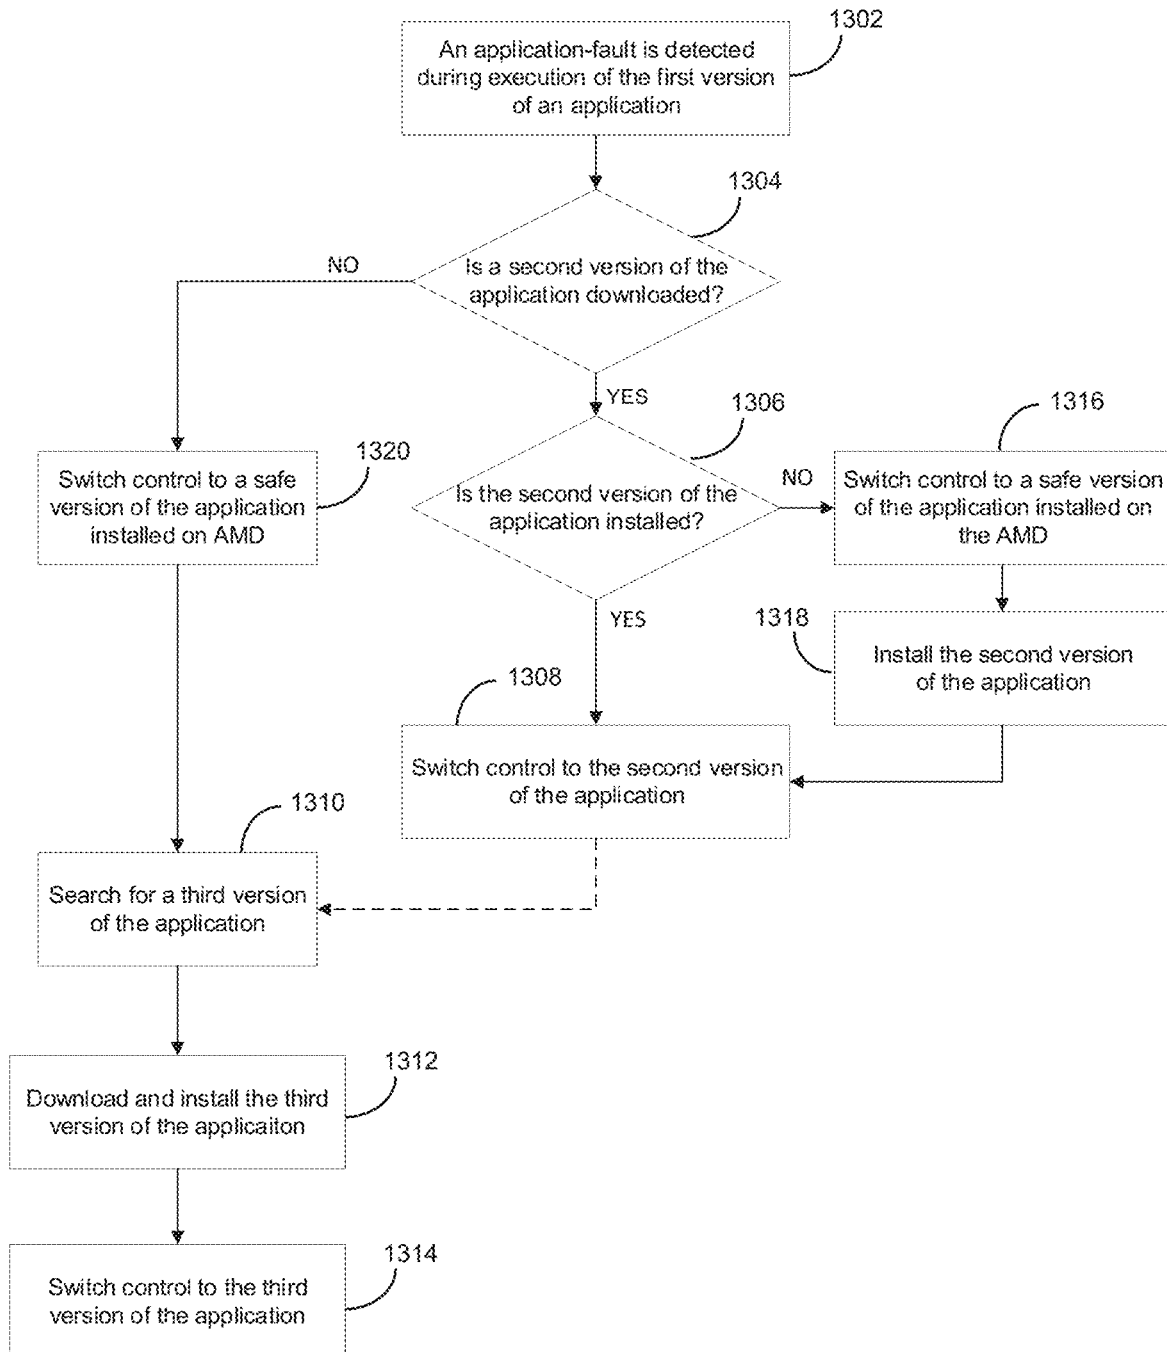 1302
An application-fault is detected
during execution of the first version
of an application
1304
Is a second version of the
application downloaded?
NO
YES
1306
Is the second version of the
application installed?
NO
YES
1316
Switch control to a safe version
of the application installed on
the AMD
1318
Install the second version
of the application
1320
Switch control to a safe
version of the application
installed on AMD
1308
Switch control to the second version
of the application
1310
Search for a third version
of the application
1312
Download and install the third
version of the applicaiton
1314
Switch control to the third
version of the application